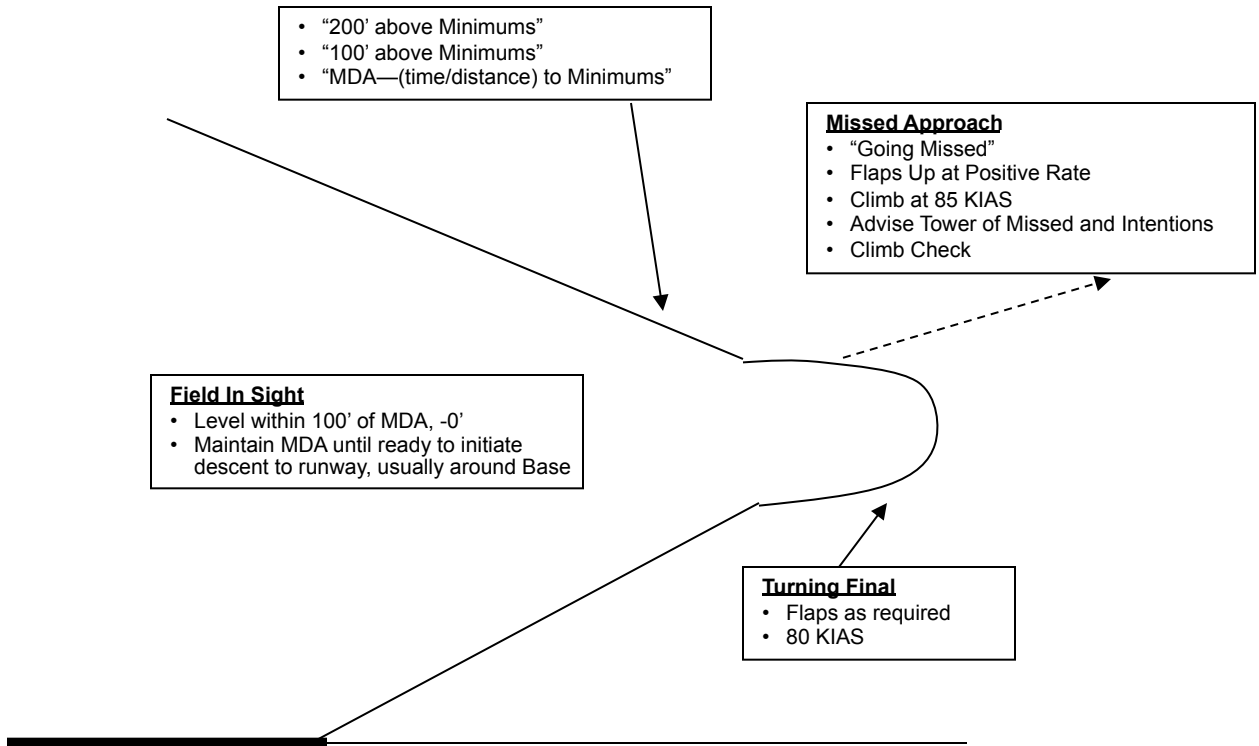 • “200’ above Minimums”
• “100’ above Minimums”
• “MDA—(time/distance) to Minimums”
Missed Approach
• “Going Missed”
• Flaps Up at Positive Rate
• Climb at 85 KIAS
• Advise Tower of Missed and Intentions
• Climb Check
Field In Sight
• Level within 100’ of MDA, -0’
• Maintain MDA until ready to initiate
descent to runway, usually around Base
Turning Final
• Flaps as required
• 80 KIAS